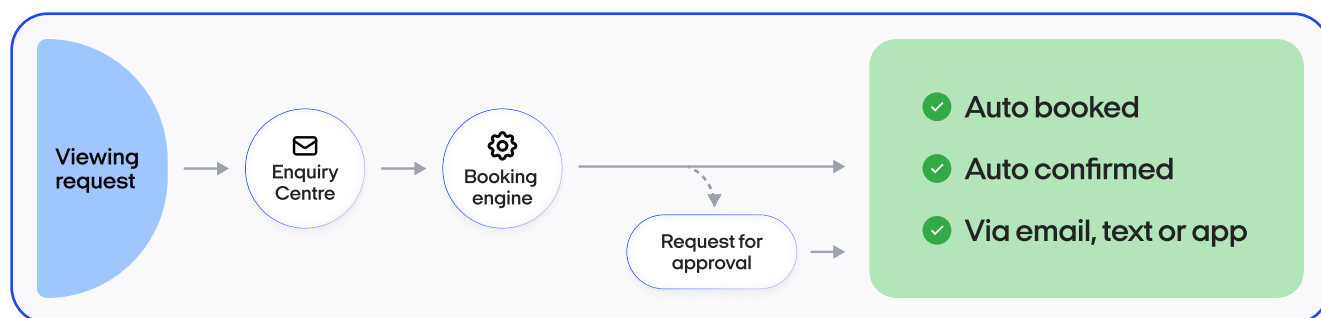 Viewing
request
Enquiry
Centre
Booking
engine
Request for
approval
Auto booked
Auto confirmed
Via email, text or app